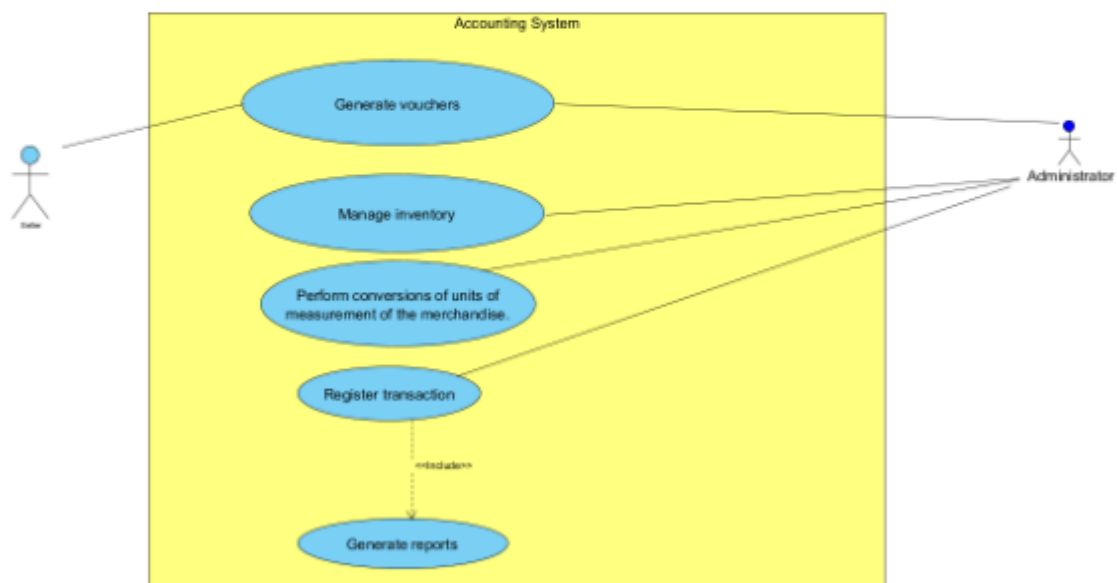 Accounting System
Generate vouchers
Administrator
Manage inventory
Seller
Perform conversions of units of
measurement of the merchandise.
Register transaction
<<Include>>
Generate reports